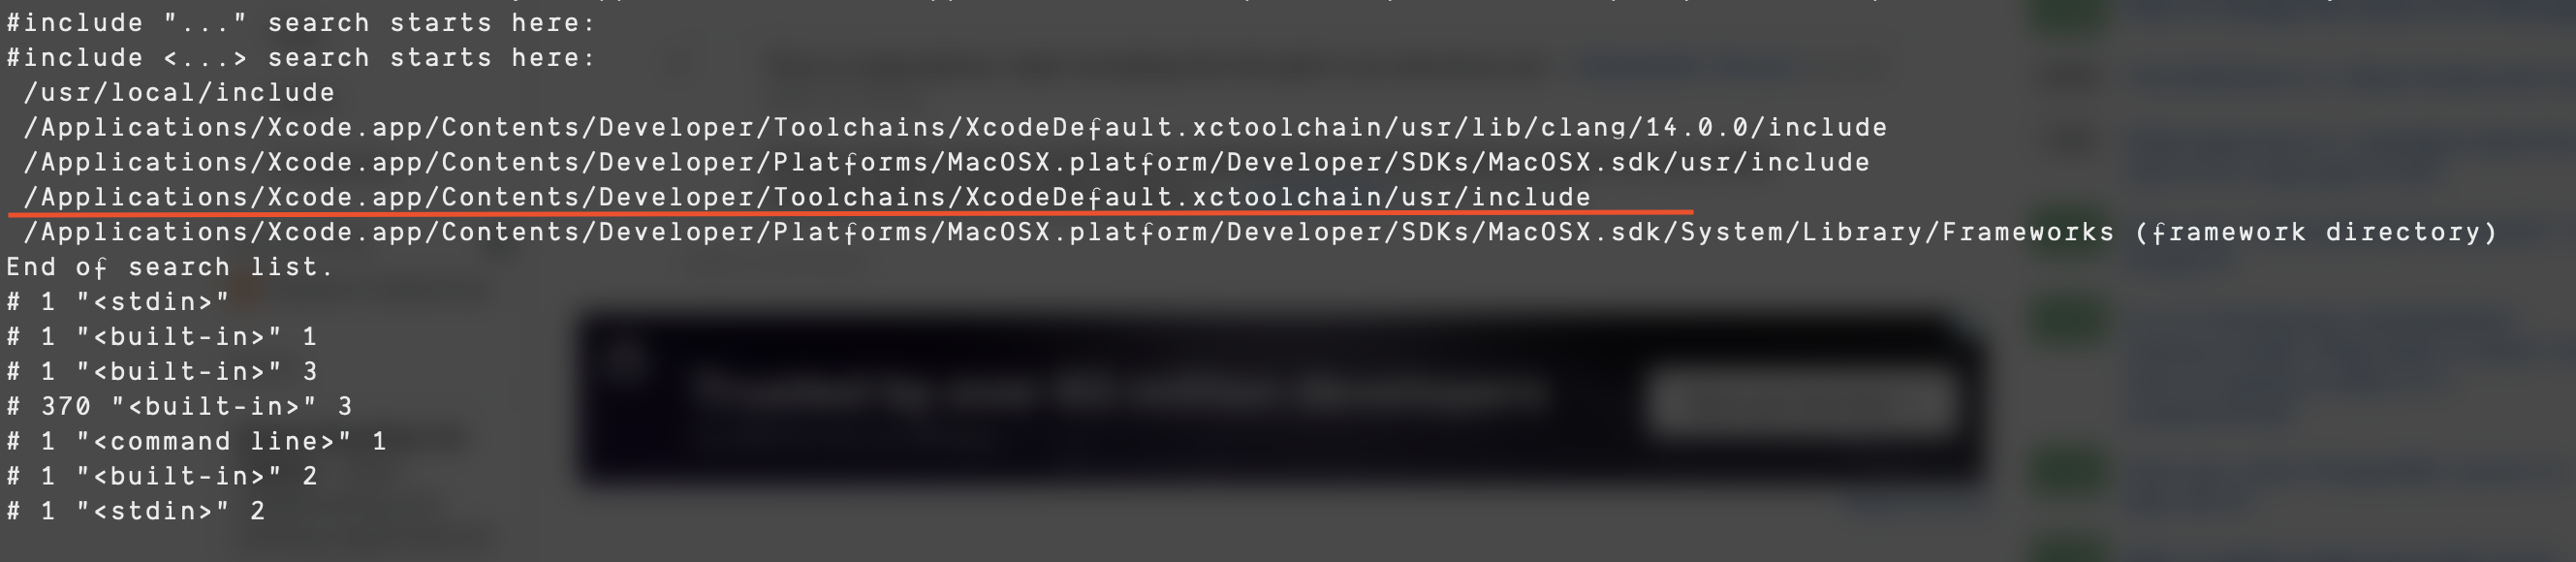 #include "..." search starts here:
#include <...> search starts here:
/usr/local/include
/Applications/Xcode.app/Contents/Developer/Toolchains/XcodeDefault.xctoolchain/usr/lib/clang/14.0.0/include
/Applications/Xcode.app/Contents/Developer/Platforms/MacOSX.platform/Developer/SDKs/MacOSX.sdk/usr/include
/Applications/Xcode.app/Contents/Developer/Toolchains/XcodeDefault.xctoolchain/usr/include
/Applications/Xcode.app/Contents/Developer/Platforms/MacOSX.platform/Developer/SDKs/MacOSX.sdk/System/Library/Frameworks (framework directory)
End of search list.
# 1 "<stdin>"
# 1 "<built-in>" 1
# 1 "<built-in>" 3
# 370 "<built-in>" 3
# 1 "<command line>" 1
# 1 "<built-in>" 2
# 1 "<stdin>" 2